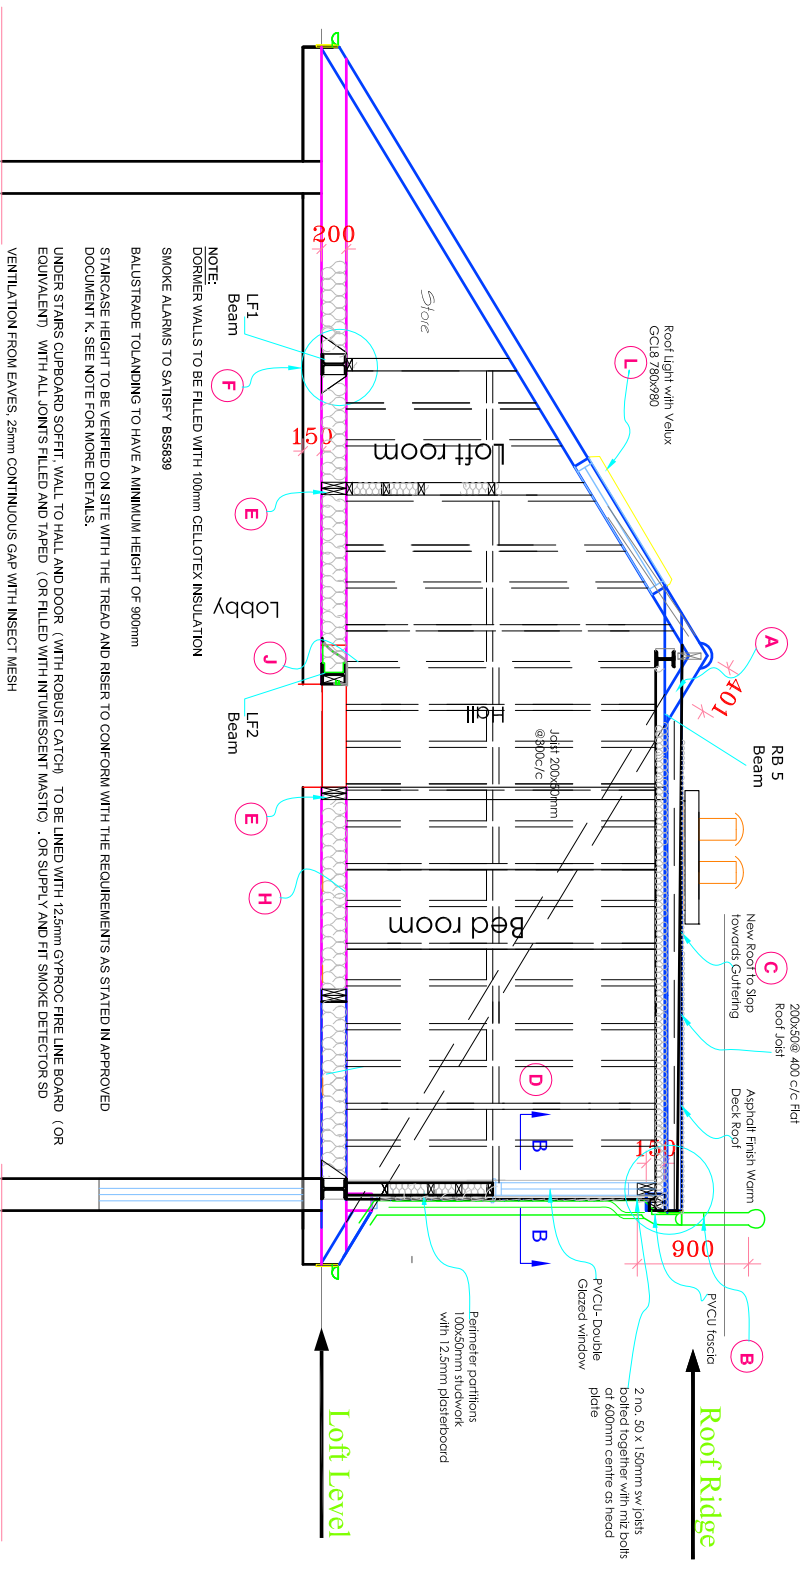 Roof Light with Velux
GCL8 780x980
L
A
401
RB 5
Beam
New Roof to Slop
towards Guttering
C
200x50@ 400 c/c Flat
Roof Joist
Asphalt Finish Warm
Deck Roof
PVCU fascia
B
900
150
Roof Ridge
2 no. 50 x 150mm sw joists
bolted together with miz bolts
at 600mm centre as head
plate
PVCU- Double
Glazed window
Perimeter partitions
100x50mm studwork
with 12.5mm plasterboard
B
B
D
Store
Loft room
Hall
Joist 200x50mm
@300c/c
Bed room
200
150
LF1
Beam
F
E
Lobby
J
LF2
Beam
E
H
Loft Level
NOTE:
DORMER WALLS TO BE FILLED WITH 100mm CELLOTEX INSULATION
SMOKE ALARMS TO SATISFY BS5839
BALUSTRADE TOLANDING TO HAVE A MINIMUM HEIGHT OF 900mm
STAIRCASE HEIGHT TO BE VERIFIED ON SITE WITH THE TREAD AND RISER TO CONFORM WITH THE REQUIREMENTS AS STATED IN APPROVED
DOCUMENT K. SEE NOTE FOR MORE DETAILS.
UNDER STAIRS CUPBOARD SOFFIT, WALL TO HALL AND DOOR (WITH ROBUST CATCH) TO BE LINED WITH 12.5mm GYPROC FIRE LINE BOARD (OR
EQUIVALENT) WITH ALL JOINTS FILLED AND TAPED (OR FILLED WITH INTUMESCENT MASTIC) . OR SUPPLY AND FIT SMOKE DETECTOR SD
VENTILATION FROM EAVES, 25mm CONTINUOUS GAP WITH INSECT MESH